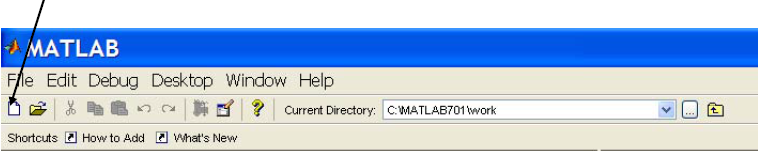 MATLAB
File Edit Debug Desktop Window Help
Current Directory: C:\MATLAB701\work
Shortcuts How to Add What's New